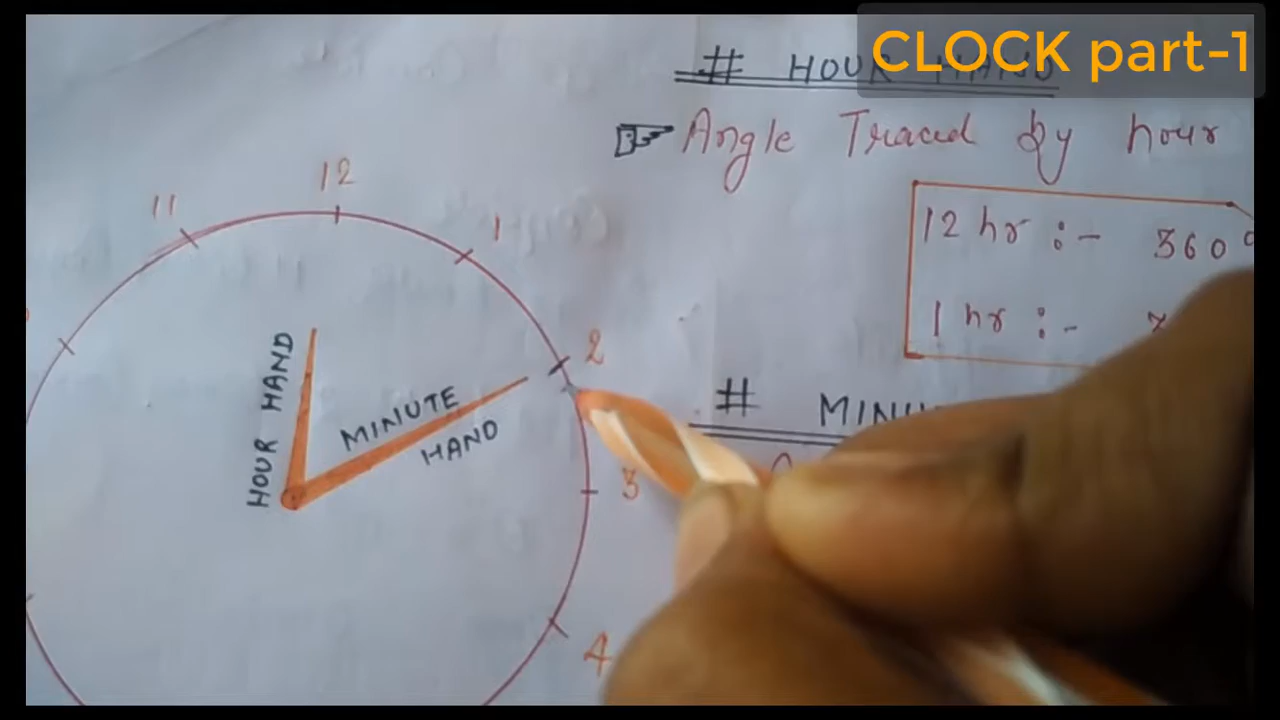 CLOCK part-1
# HOUR HAND
Angle Traced by hour
12 hr :- 360°
1 hr :-
# MINU
12
11
1
2
3
4
HOUR HAND
MINUTE
HAND